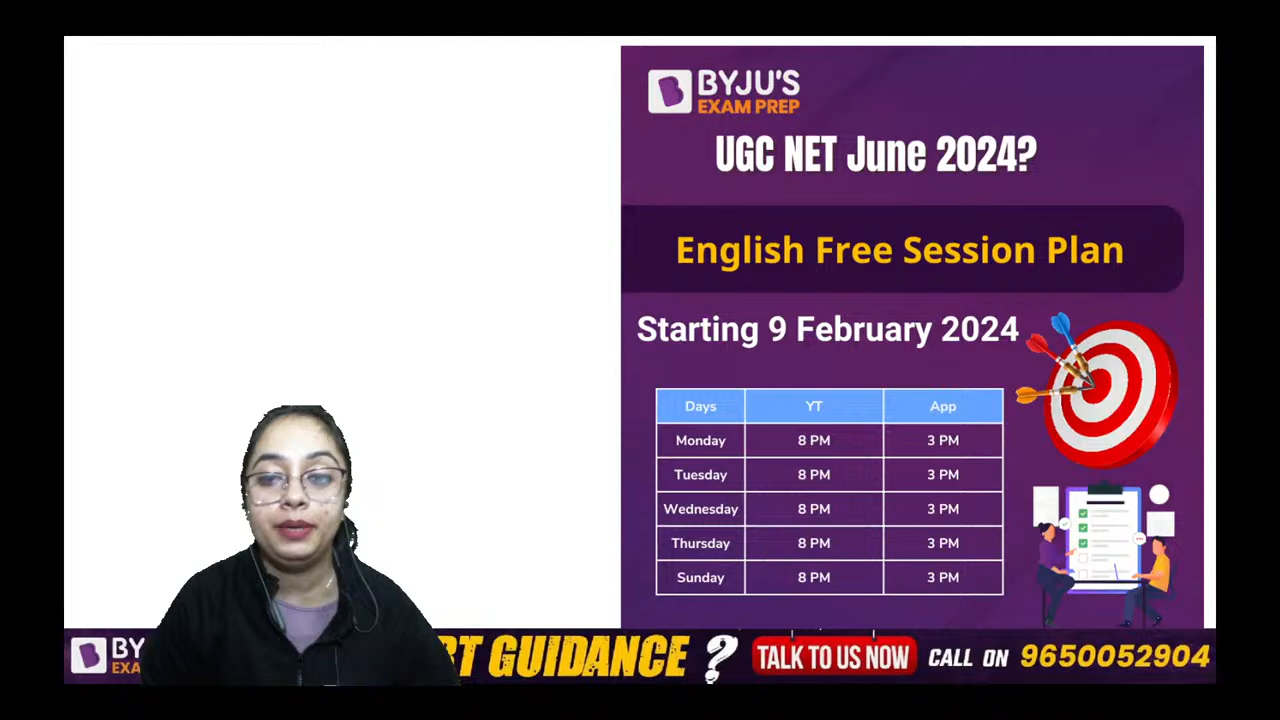 BYJU'S
EXAM PREP
UGC NET June 2024?
English Free Session Plan
Starting 9 February 2024
Days YT App
Monday 8 PM 3 PM
Tuesday 8 PM 3 PM
Wednesday 8 PM 3 PM
Thursday 8 PM 3 PM
Sunday 8 PM 3 PM
GUIDANCE ? TALK TO US NOW CALL ON 9650052904